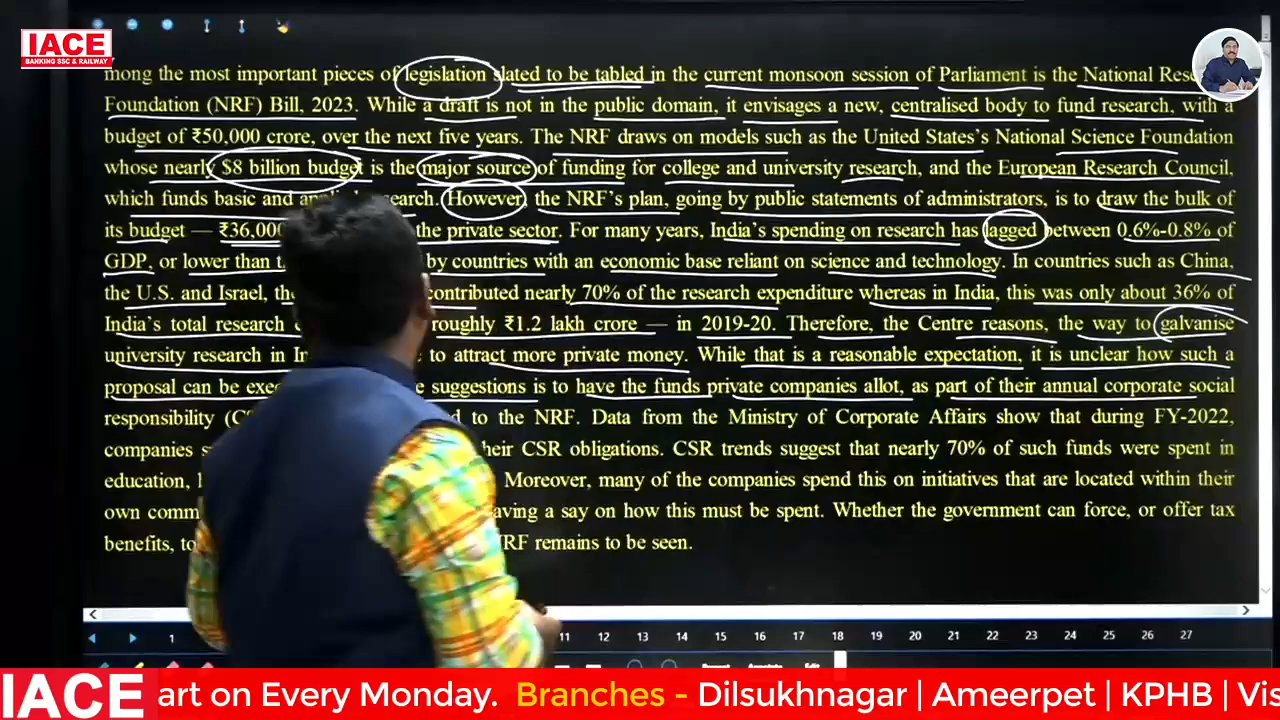 IACE
BANKING SSC & RAILWAY
mong the most important pieces of legislation slated to be tabled in the current monsoon session of Parliament is the National
Foundation (NRF) Bill, 2023. While a draft is not in the public domain, it envisages a new, centralised body to fund research, with a
budget of ₹50,000 crore, over the next five years. The NRF draws on models such as the United States's National Science Foundation
whose nearly $8 billion budget is the major source of funding for college and university research, and the European Research Council,
which funds basic and However, the NRF's plan, going by public statements of administrators, is to draw the bulk of
its budget — ₹36,000 the private sector. For many years, India's spending on research has lagged between 0.6%-0.8% of
GDP, or lower than by countries with an economic base reliant on science and technology. In countries such as China,
the U.S. and Israel, contributed nearly 70% of the research expenditure whereas in India, this was only about 36% of
India's total research roughly ₹1.2 lakh crore — in 2019-20. Therefore, the Centre reasons, the way to galvanise
university research in to attract more private money. While that is a reasonable expectation, it is unclear how such a
proposal can be suggestions is to have the funds private companies allot, as part of their annual corporate social
responsibility to the NRF. Data from the Ministry of Corporate Affairs show that during FY-2022,
companies CSR obligations. CSR trends suggest that nearly 70% of such funds were spent in
education, Moreover, many of the companies spend this on initiatives that are located within their
own a say on how this must be spent. Whether the government can force, or offer tax
benefits, remains to be seen.
1 11 12 13 14 15 16 17 18 19 20 21 22 23 24 25 26 27
IACE art on Every Monday. Branches - Dilsukhnagar | Ameerpet | KPHB |